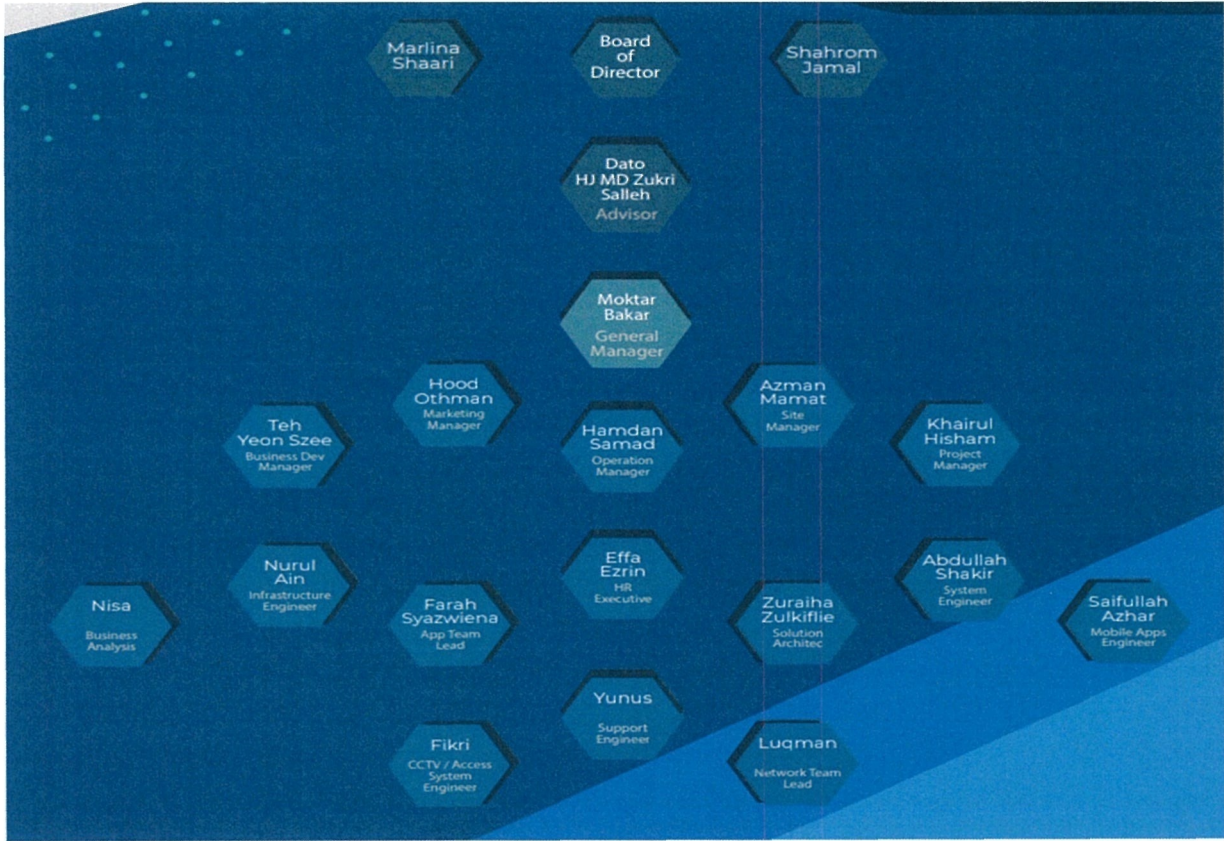 Marlina
Shaari
Board
of
Director
Shahrom
Jamal
Dato
HJ MD Zukri
Salleh
Advisor
Moktar
Bakar
General
Manager
Teh
Yeon Szee
Business Dev
Manager
Hood
Othman
Marketing
Manager
Hamdan
Samad
Operation
Manager
Azman
Mamat
Site
Manager
Khairul
Hisham
Project
Manager
Nisa
Business
Analysis
Nurul
Ain
Infrastructure
Engineer
Farah
Syazwiena
App Team
Lead
Effa
Ezrin
HR
Executive
Zuraiha
Zulkiflie
Solution
Architec
Abdullah
Shakir
System
Engineer
Saifullah
Azhar
Mobile Apps
Engineer
Fikri
CCTV / Access
System
Engineer
Yunus
Support
Engineer
Luqman
Network Team
Lead